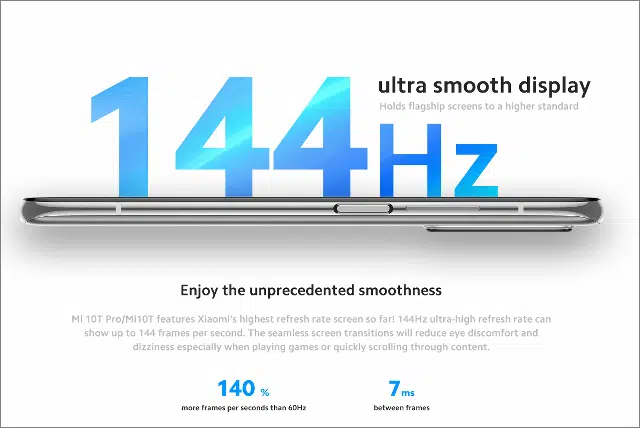 144Hz
ultra smooth display
Holds flagship screens to a higher standard
Enjoy the unprecedented smoothness
Mi 10T Pro/Mi10T features Xiaomi's highest refresh rate screen so far! 144Hz ultra-high refresh rate can
show up to 144 frames per second. The seamless screen transitions will reduce eye discomfort and
dizziness especially when playing games or quickly scrolling through content.
140 % 7ms
more frames per seconds than 60Hz between frames